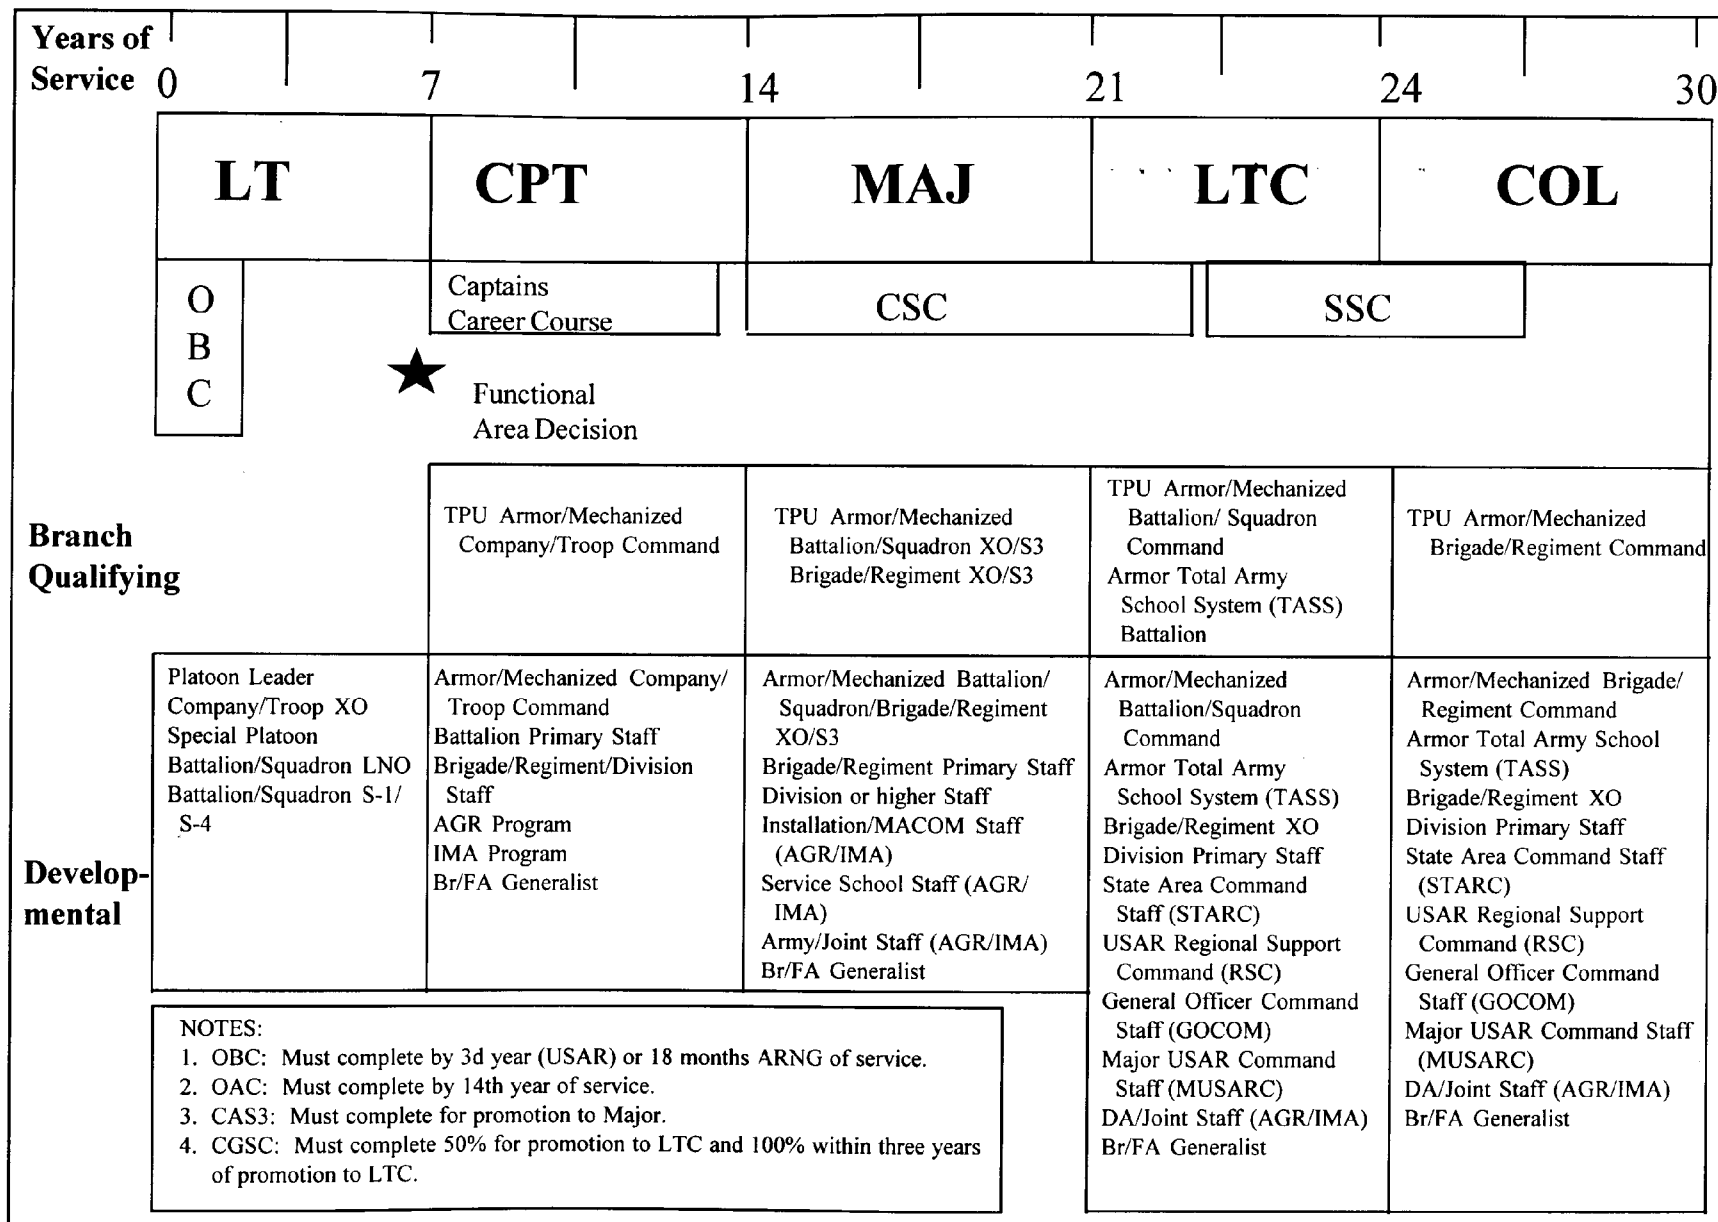 Years of
Service 0 7 14 21 24 30
LT CPT MAJ LTC COL
O
B
C
Captains
Career Course
CSC
SSC
Functional
Area Decision
Branch
Qualifying
TPU Armor/Mechanized
Company/Troop Command
TPU Armor/Mechanized
Battalion/Squadron XO/S3
Brigade/Regiment XO/S3
TPU Armor/Mechanized
Battalion/ Squadron
Command
Armor Total Army
School System (TASS)
Battalion
TPU Armor/Mechanized
Brigade/Regiment Command
Develop-
mental
Platoon Leader
Company/Troop XO
Special Platoon
Battalion/Squadron LNO
Battalion/Squadron S-1/
S-4
Armor/Mechanized Company/
Troop Command
Battalion Primary Staff
Brigade/Regiment/Division
Staff
AGR Program
IMA Program
Br/FA Generalist
Armor/Mechanized Battalion/
Squadron/Brigade/Regiment
XO/S3
Brigade/Regiment Primary Staff
Division or higher Staff
Installation/MACOM Staff
(AGR/IMA)
Service School Staff (AGR/
IMA)
Army/Joint Staff (AGR/IMA)
Br/FA Generalist
Armor/Mechanized
Battalion/Squadron
Command
Armor Total Army
School System (TASS)
Brigade/Regiment XO
Division Primary Staff
State Area Command
Staff (STARC)
USAR Regional Support
Command (RSC)
General Officer Command
Staff (GOCOM)
Major USAR Command
Staff (MUSARC)
DA/Joint Staff (AGR/IMA)
Br/FA Generalist
Armor/Mechanized Brigade/
Regiment Command
Armor Total Army School
System (TASS)
Brigade/Regiment XO
Division Primary Staff
State Area Command Staff
(STARC)
USAR Regional Support
Command (RSC)
General Officer Command
Staff (GOCOM)
Major USAR Command Staff
(MUSARC)
DA/Joint Staff (AGR/IMA)
Br/FA Generalist
NOTES:
1. OBC: Must complete by 3d year (USAR) or 18 months ARNG of service.
2. OAC: Must complete by 14th year of service.
3. CAS3: Must complete for promotion to Major.
4. CGSC: Must complete 50% for promotion to LTC and 100% within three years
of promotion to LTC.